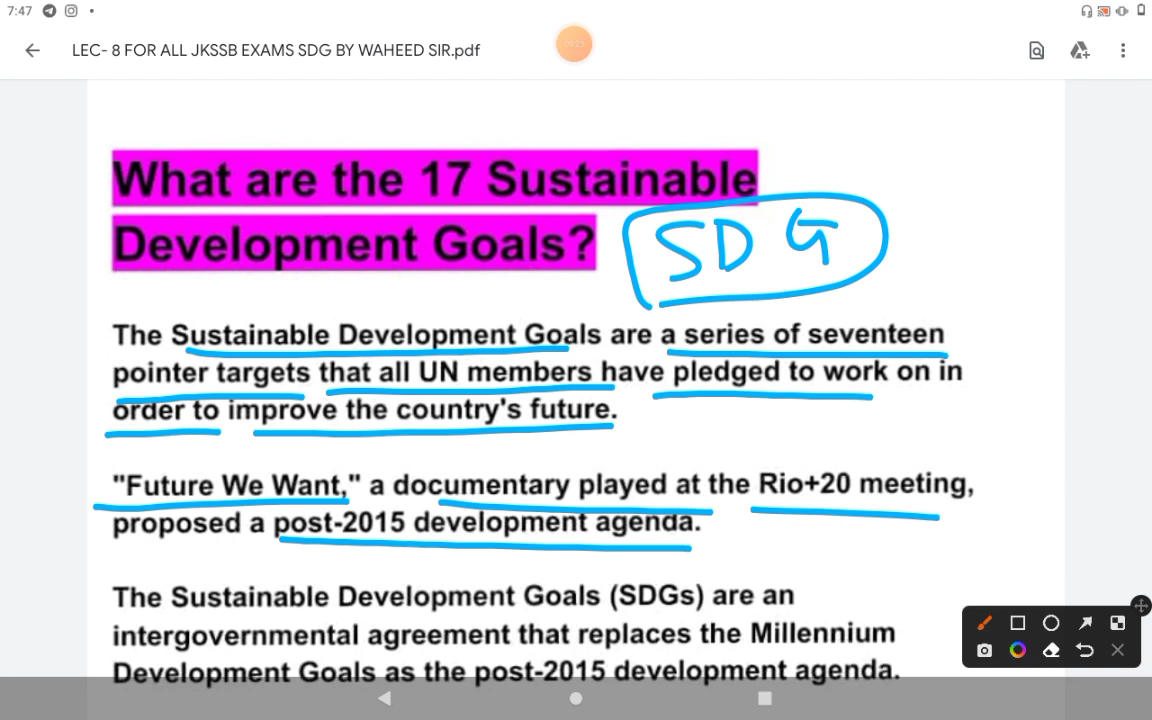 7:47
LEC- 8 FOR ALL JKSSB EXAMS SDG BY WAHEED SIR.pdf
09:23
What are the 17 Sustainable
Development Goals?
SDG
The Sustainable Development Goals are a series of seventeen
pointer targets that all UN members have pledged to work on in
order to improve the country's future.
"Future We Want," a documentary played at the Rio+20 meeting,
proposed a post-2015 development agenda.
The Sustainable Development Goals (SDGs) are an
intergovernmental agreement that replaces the Millennium
Development Goals as the post-2015 development agenda.